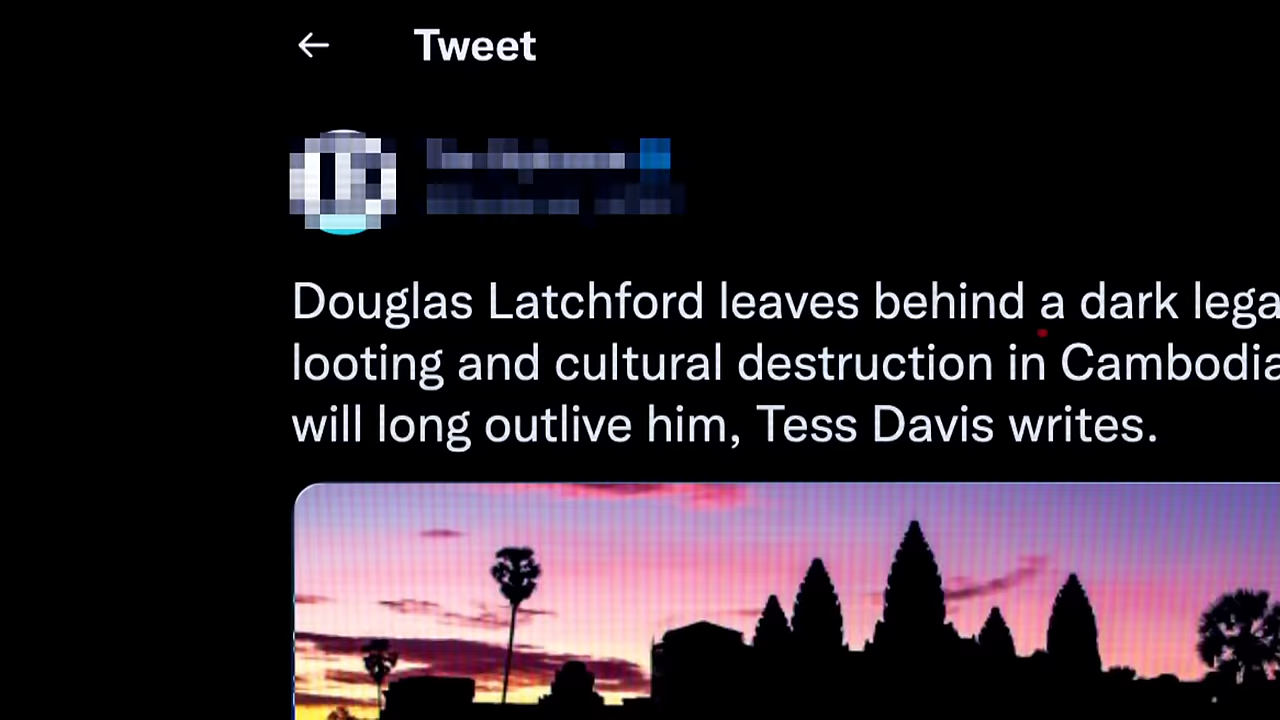 Tweet
Douglas Latchford leaves behind a dark lega
looting and cultural destruction in Cambodia
will long outlive him, Tess Davis writes.